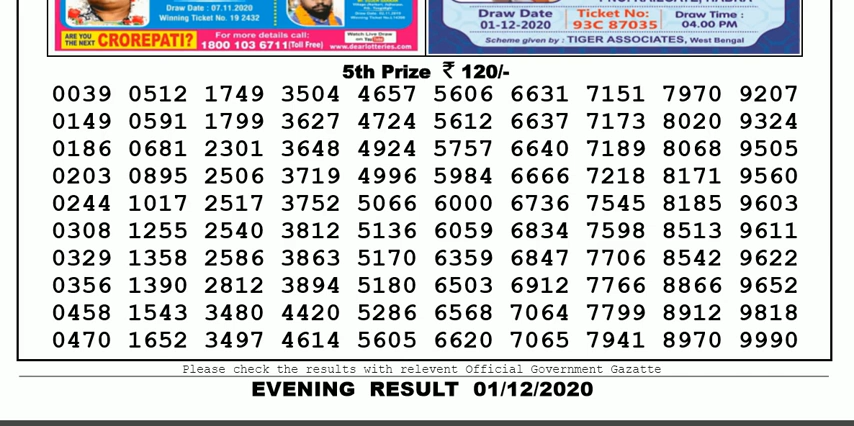 Draw Date : 07.11.2020
Winning Ticket No. 19 2432
ARE YOU THE NEXT CROREPATI?
For more details call:
1800 103 6711(Toll Free)
Watch Live Draw
on YouTube
www.dearlotteries.com
Draw Date
01-12-2020
Ticket No:
93C 87035
Draw Time :
04.00 PM
Scheme given by : TIGER ASSOCIATES, West Bengal
5th Prize ₹ 120/-
0039 0512 1749 3504 4657 5606 6631 7151 7970 9207
0149 0591 1799 3627 4724 5612 6637 7173 8020 9324
0186 0681 2301 3648 4924 5757 6640 7189 8068 9505
0203 0895 2506 3719 4996 5984 6666 7218 8171 9560
0244 1017 2517 3752 5066 6000 6736 7545 8185 9603
0308 1255 2540 3812 5136 6059 6834 7598 8513 9611
0329 1358 2586 3863 5170 6359 6847 7706 8542 9622
0356 1390 2812 3894 5180 6503 6912 7766 8866 9652
0458 1543 3480 4420 5286 6568 7064 7799 8912 9818
0470 1652 3497 4614 5605 6620 7065 7941 8970 9990
Please check the results with relevent Official Government Gazatte
EVENING RESULT 01/12/2020